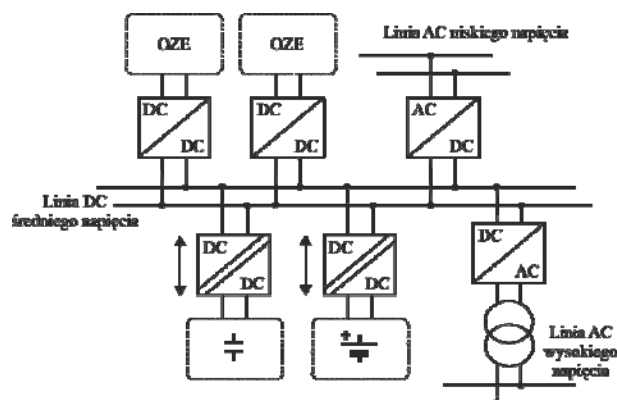 OZE
OZE
Linia AC niskiego napięcia
DC
DC
DC
DC
AC
DC
Linia DC
średniego napięcia
DC
DC
DC
DC
DC
AC
+
Linia AC
wysokiego
napięcia